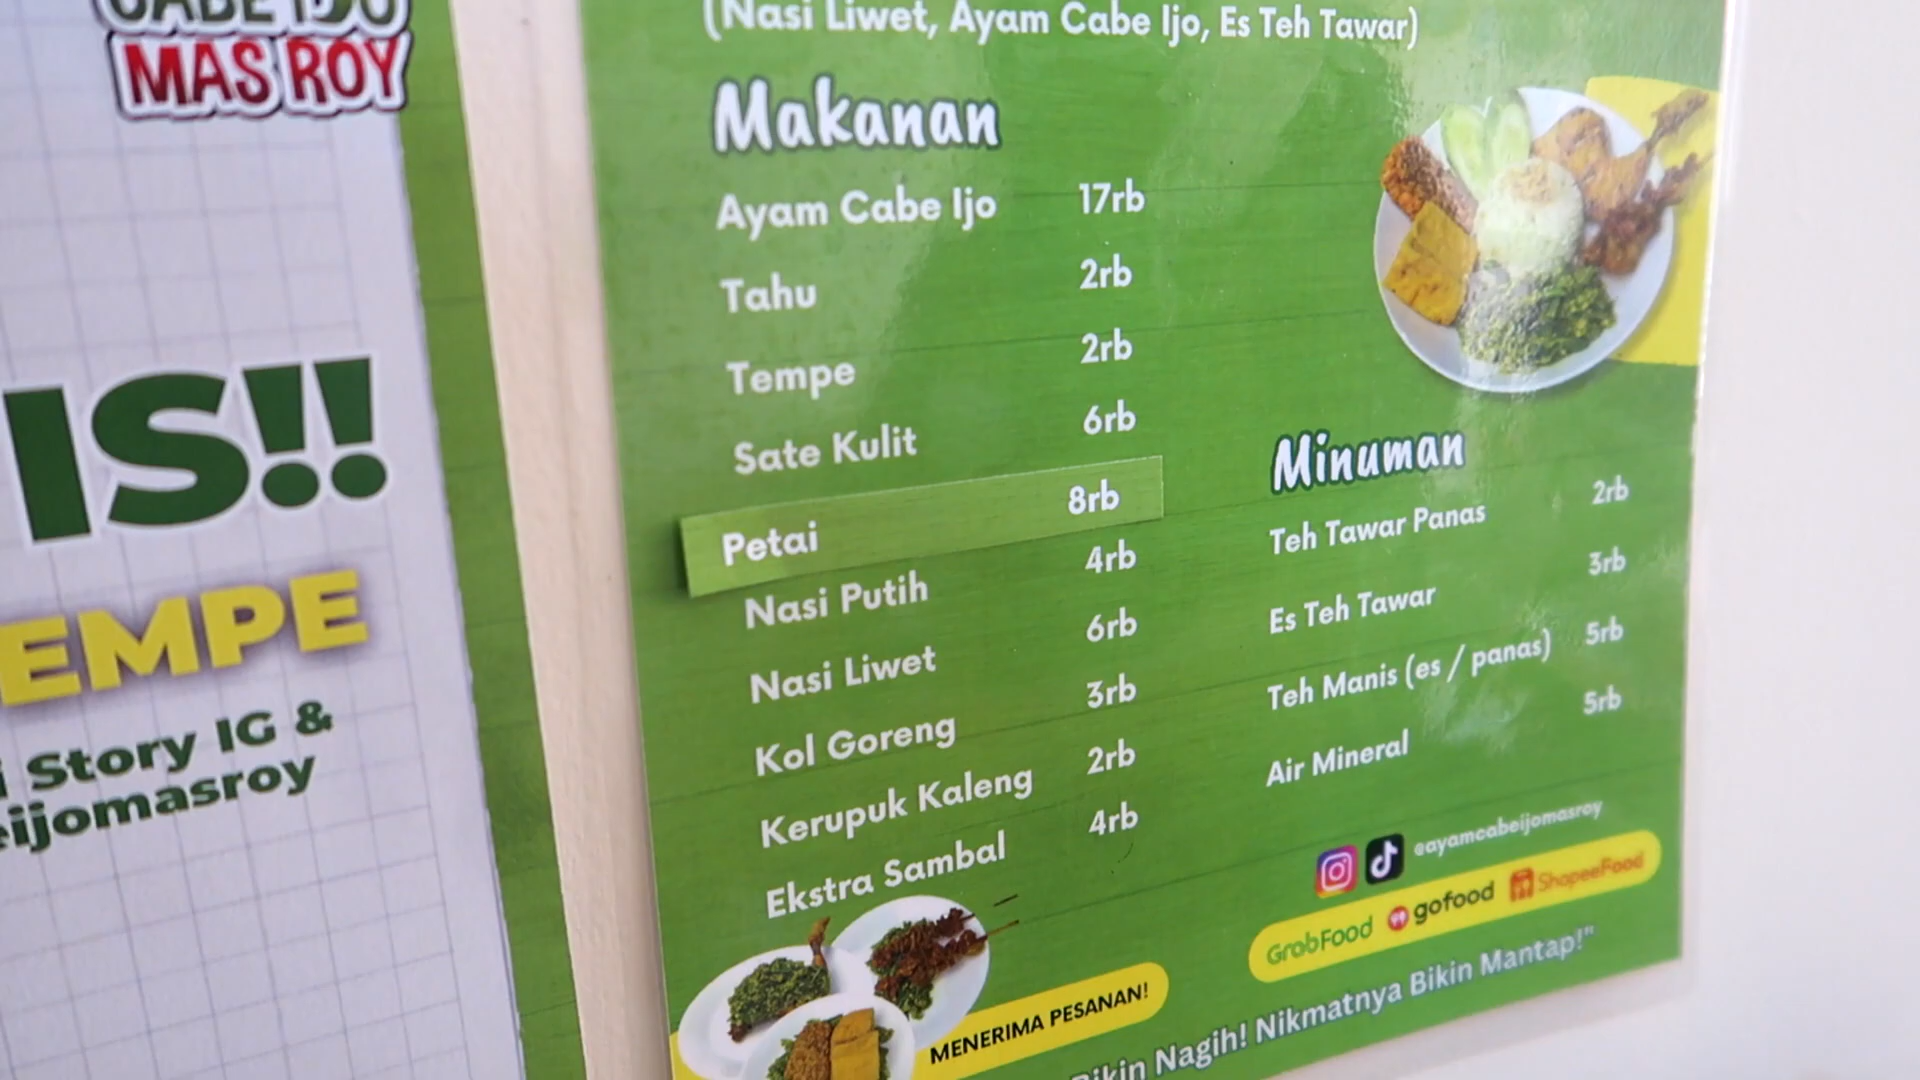 MAS ROY
IS!!
EMPE
i Story IG &
eijomasroy
(Nasi Liwet, Ayam Cabe Ijo, Es Teh Tawar)
Makanan
Ayam Cabe Ijo 17rb
Tahu 2rb
Tempe 2rb
Sate Kulit 6rb
Petai 8rb
Nasi Putih 4rb
Nasi Liwet 6rb
Kol Goreng 3rb
Kerupuk Kaleng 2rb
Ekstra Sambal 4rb
Minuman
Teh Tawar Panas 2rb
Es Teh Tawar 3rb
Teh Manis (es / panas) 5rb
Air Mineral 5rb
@ayamcabeijomasroy
GrabFood gofood ShopeeFood
MENERIMA PESANAN!
Bikin Nagih! Nikmatnya Bikin Mantap!"